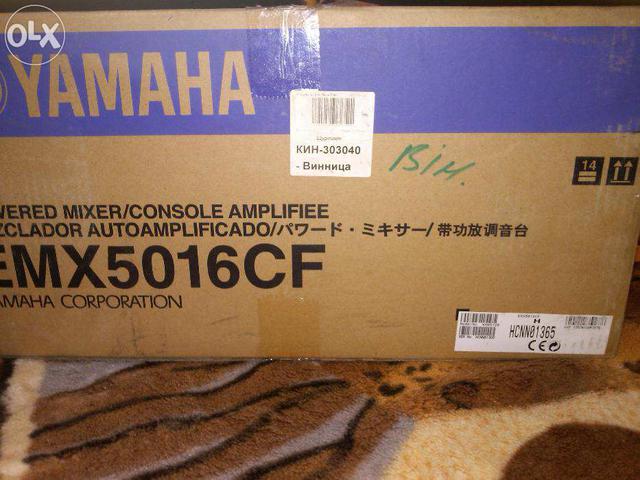 OLX
YAMAHA
КИН-303040
- Винница
Він.
14
WERED MIXER/CONSOLE AMPLIFIEE
ZCLADOR AUTOAMPLIFICADO/パワード・ミキサー/带功放调音台
EMX5016CF
AMAHA CORPORATION
HCNN01365
CE